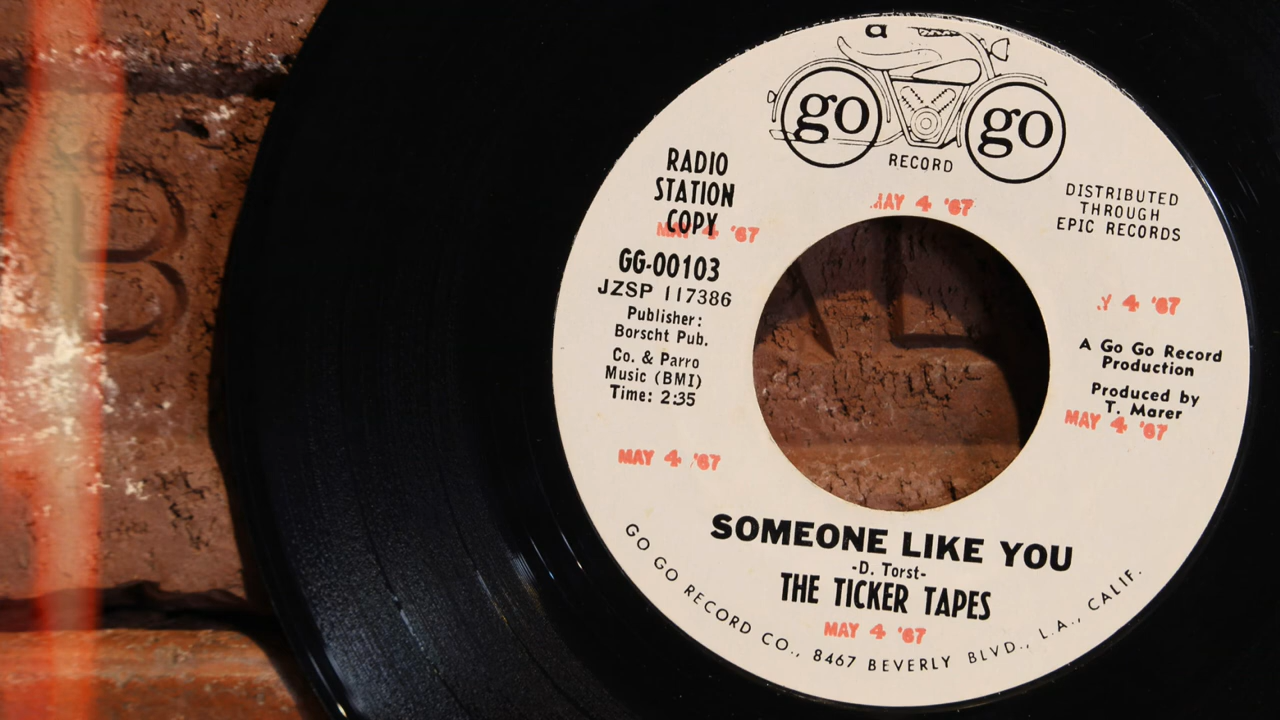 a
go go
RECORD
RADIO
STATION
COPY
MAY 4 '67
MAY 4 '67
DISTRIBUTED
THROUGH
EPIC RECORDS
GG-00103
JZSP 117386
Publisher:
Borscht Pub.
Co. & Parro
Music (BMI)
Time: 2:35
4 '67
A Go Go Record
Production
Produced by
T. Marer
MAY 4 '67
MAY 4 '67
SOMEONE LIKE YOU
-D. Torst-
THE TICKER TAPES
MAY 4 '67
GO GO RECORD CO., 8467 BEVERLY BLVD., L.A., CALIF.